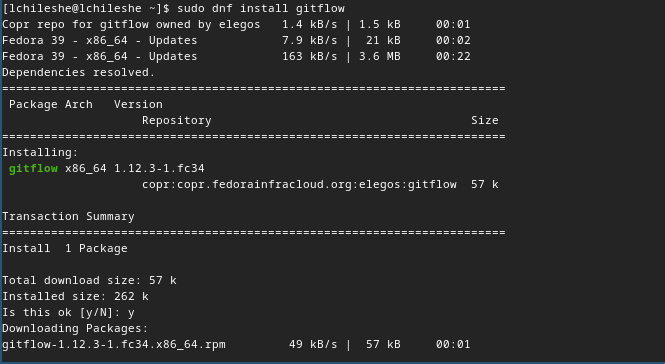 [lchileshe@lchileshe ~]$ sudo dnf install gitflow
Copr repo for gitflow owned by elegos   1.4 kB/s | 1.5 kB     00:01
Fedora 39 - x86_64 - Updates            7.9 kB/s |  21 kB     00:02
Fedora 39 - x86_64 - Updates            163 kB/s | 3.6 MB     00:22
Dependencies resolved.
========================================================================
 Package Arch   Version
                    Repository                                     Size
========================================================================
Installing:
 gitflow x86_64 1.12.3-1.fc34
                    copr:copr.fedorainfracloud.org:elegos:gitflow  57 k

Transaction Summary
========================================================================
Install  1 Package

Total download size: 57 k
Installed size: 262 k
Is this ok [y/N]: y
Downloading Packages:
gitflow-1.12.3-1.fc34.x86_64.rpm         49 kB/s |  57 kB     00:01